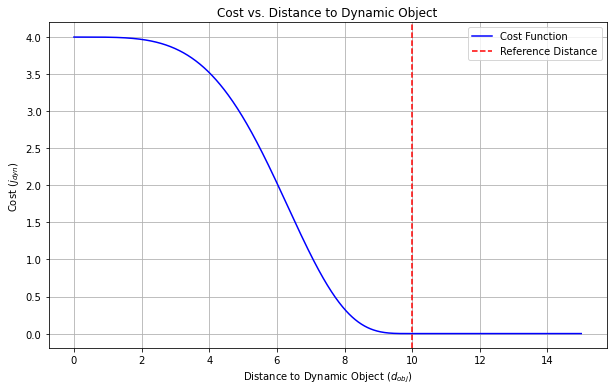 Cost vs. Distance to Dynamic Object
Cost Function
Reference Distance
4.0
3.5
3.0
2.5
2.0
1.5
1.0
0.5
0.0
Cost (j_dyn)
0 2 4 6 8 10 12 14
Distance to Dynamic Object (d_obj)